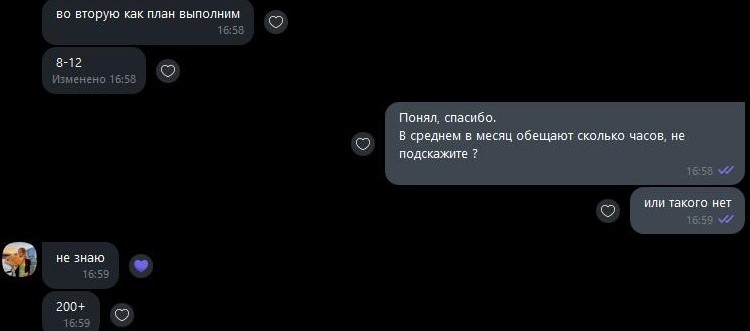 во вторую как план выполним
16:58
8-12
Изменено 16:58
Понял, спасибо.
В среднем в месяц обещают сколько часов, не
подскажите ?
16:58
или такого нет
16:59
не знаю
16:59
200+
16:59